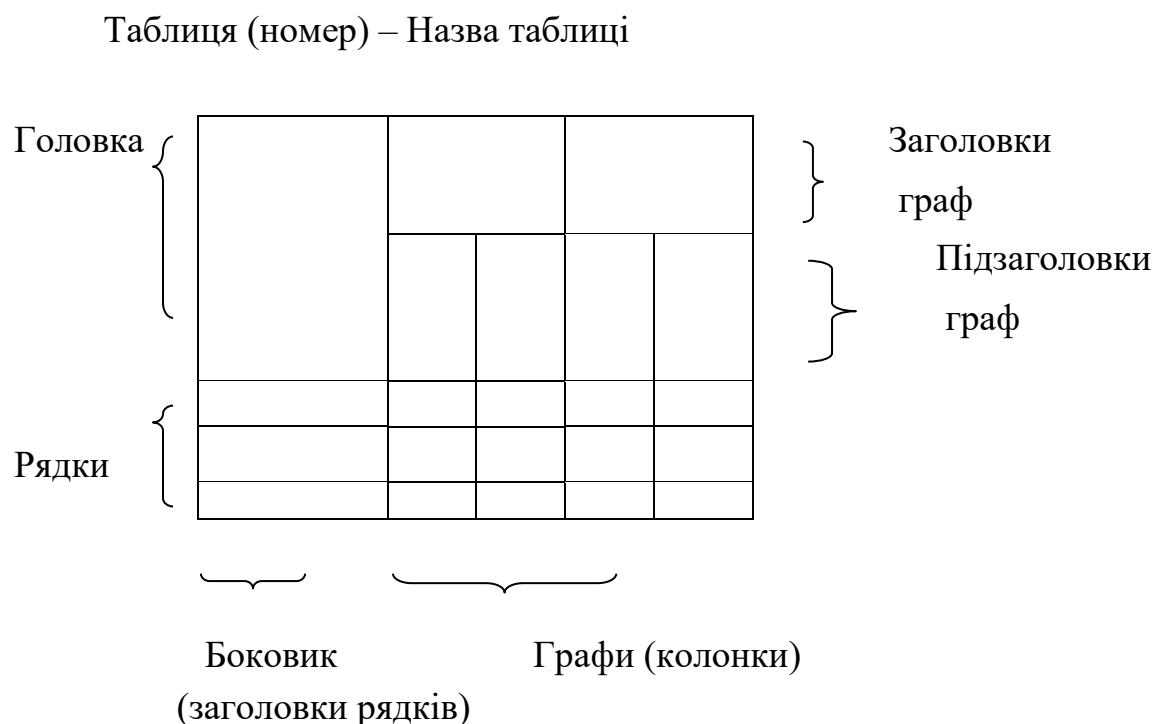 Таблиця (номер) – Назва таблиці
Головка
Заголовки
граф
Підзаголовки
граф
Рядки
Боковик
Графи (колонки)
(заголовки рядків)